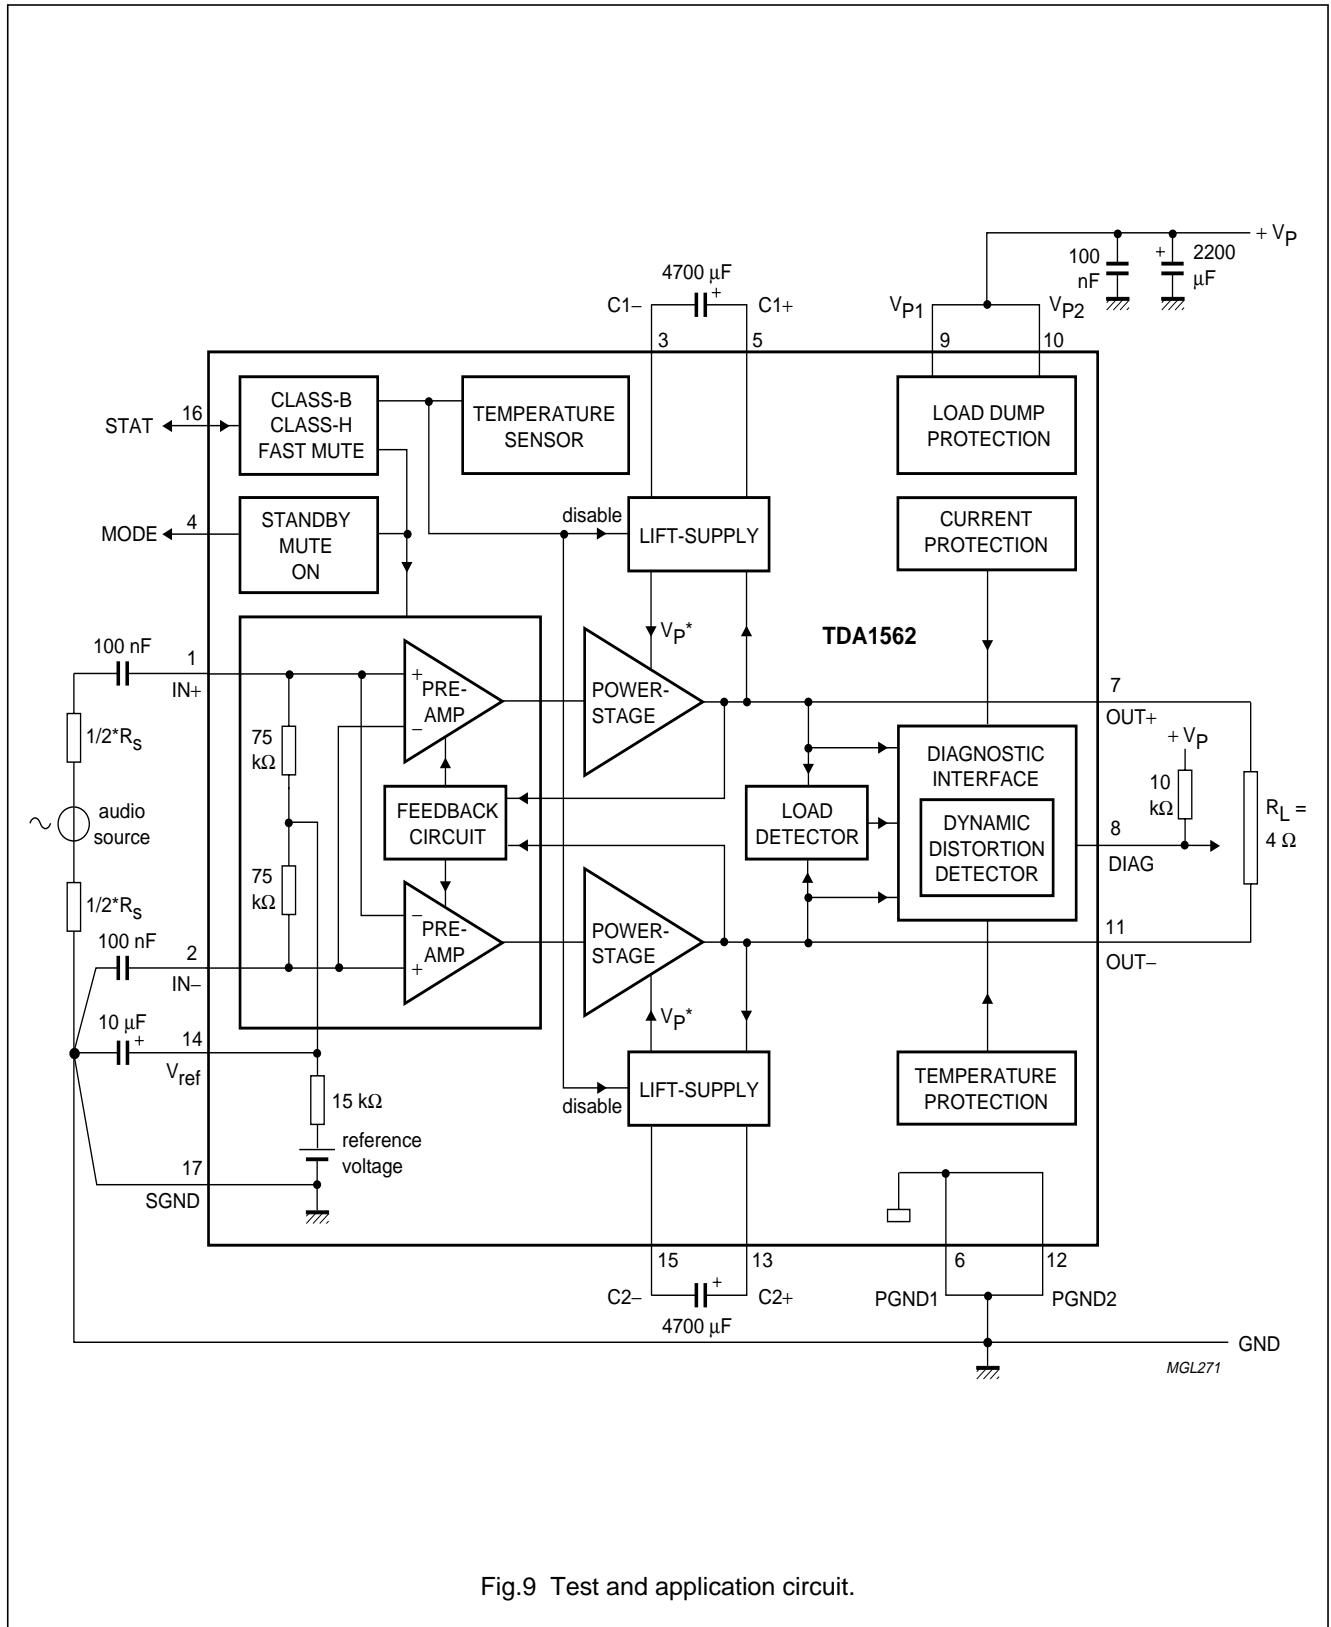 + VP
100 nF
+
2200 µF
4700 µF
+
C1−
C1+
VP1
VP2
3
5
9
10
STAT
16
CLASS-B
CLASS-H
FAST MUTE
TEMPERATURE
SENSOR
LOAD DUMP
PROTECTION
MODE
4
STANDBY
MUTE
ON
disable
LIFT-SUPPLY
CURRENT
PROTECTION
VP*
TDA1562
100 nF
1
IN+
+
−
PRE-
AMP
POWER-
STAGE
7
OUT+
1/2*RS
75
kΩ
DIAGNOSTIC
INTERFACE
+ VP
10
kΩ
RL =
4 Ω
audio
source
FEEDBACK
CIRCUIT
LOAD
DETECTOR
DYNAMIC
DISTORTION
DETECTOR
8
DIAG
75
kΩ
1/2*RS
100 nF
2
IN−
−
+
PRE-
AMP
POWER-
STAGE
11
OUT−
VP*
10 µF
+
14
Vref
15 kΩ
disable
LIFT-SUPPLY
TEMPERATURE
PROTECTION
reference
voltage
17
SGND
15
13
6
12
C2−
+
C2+
4700 µF
PGND1
PGND2
GND
MGL271
Fig.9 Test and application circuit.